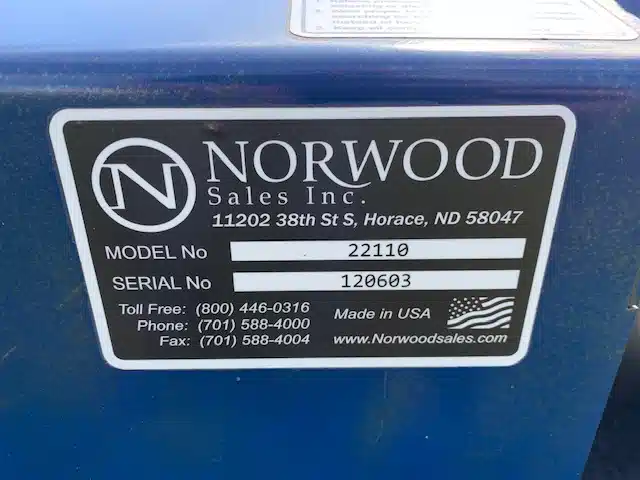 N NORWOOD
Sales Inc.
11202 38th St S, Horace, ND 58047
MODEL No 22110
SERIAL No 120603
Toll Free: (800) 446-0316
Phone: (701) 588-4000
Fax: (701) 588-4004
Made in USA
www.Norwoodsales.com